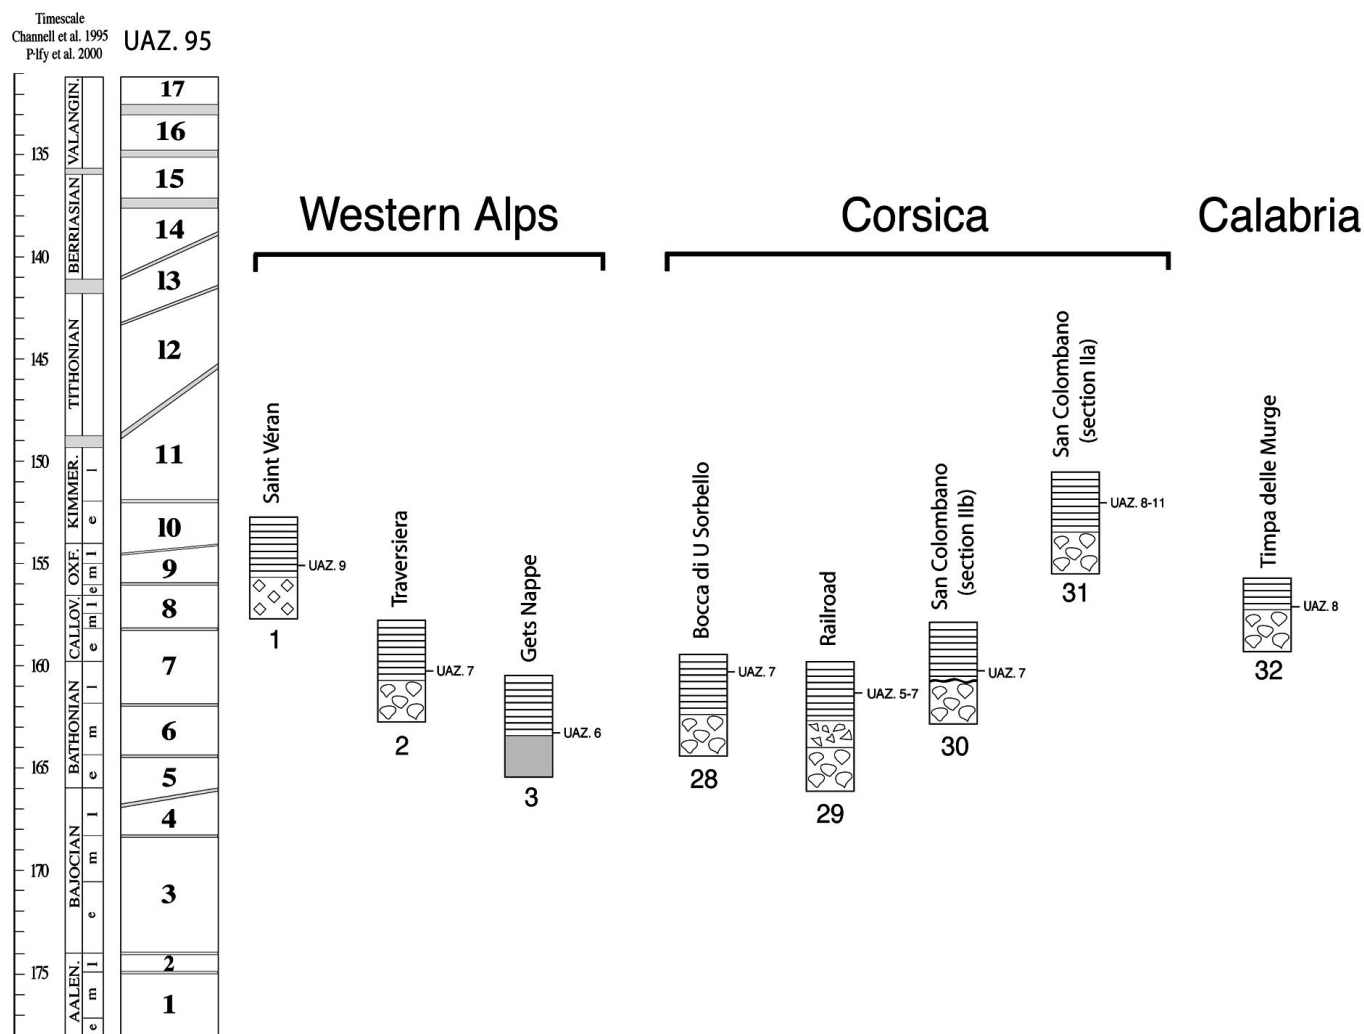 Timescale
Channell et al. 1995
P·lfy et al. 2000
UAZ. 95
135
140
145
150
155
160
165
170
175
VALANGIN.
BERRIASIAN
TITHONIAN
KIMMER.
l
e
OXF.
l
m
e
CALLOV.
l
m
e
BATHONIAN
l
m
e
BAJOCIAN
l
m
e
AALEN.
l
m
e
17
16
15
14
l3
l2
11
l0
9
8
7
6
5
4
3
2
1
Western Alps
Corsica
Calabria
Saint Véran
UAZ. 9
1
Traversiera
UAZ. 7
2
Gets Nappe
UAZ. 6
3
Bocca di U Sorbello
UAZ. 7
28
Railroad
UAZ. 5-7
29
San Colombano
(section IIb)
UAZ. 7
30
San Colombano
(section IIa)
UAZ. 8-11
31
Timpa delle Murge
UAZ. 8
32